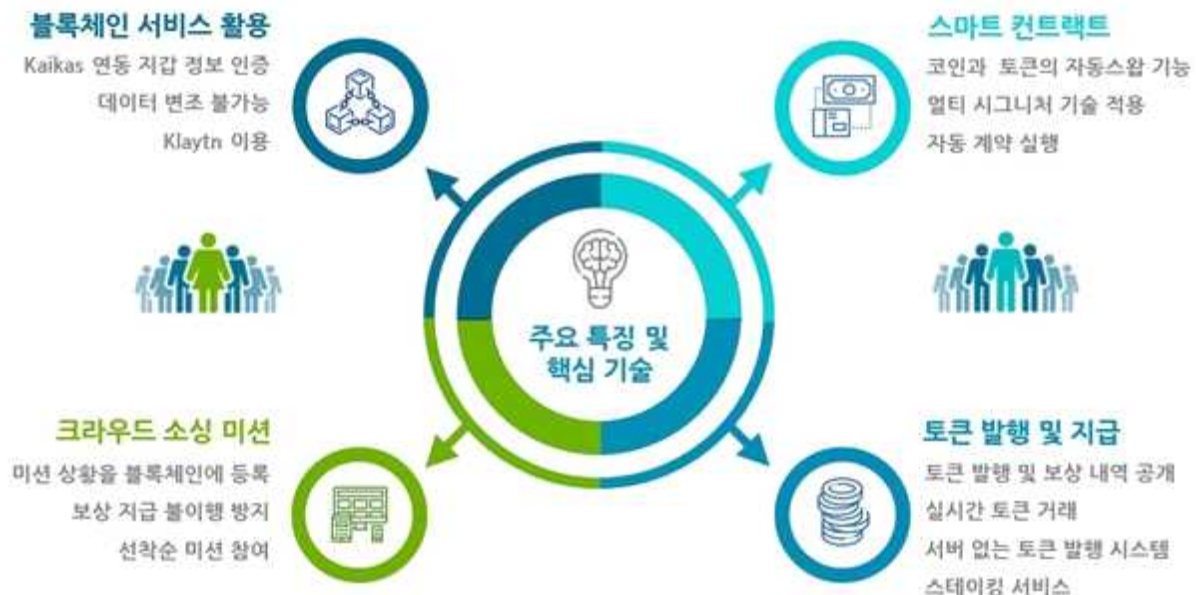 블록체인 서비스 활용
Kaikas 연동 지갑 정보 인증
데이터 변조 불가능
Klaytn 이용
스마트 컨트랙트
코인과 토큰의 자동스왑 기능
멀티 시그니처 기술 적용
자동 계약 실행
주요 특징 및
핵심 기술
크라우드 소싱 미션
미션 상황을 블록체인에 등록
보상 지급 불이행 방지
선착순 미션 참여
토큰 발행 및 지급
토큰 발행 및 보상 내역 공개
실시간 토큰 거래
서버 없는 토큰 발행 시스템
스테이킹 서비스